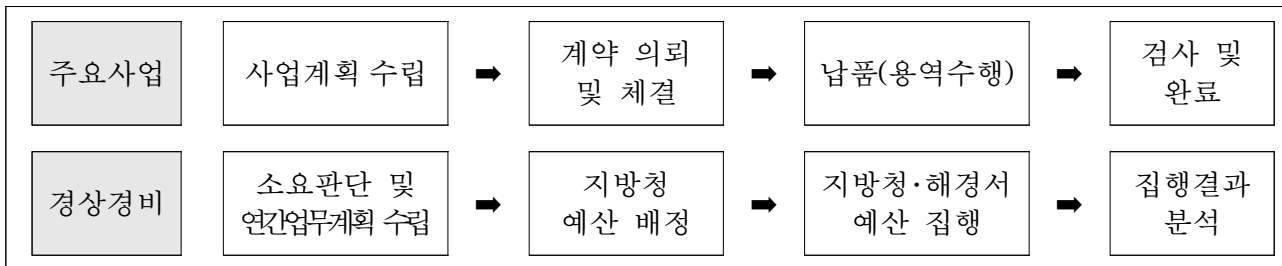 주요사업
사업계획 수립
➡
계약 의뢰
및 체결
➡
납품(용역수행)
➡
검사 및
완료
경상경비
소요판단 및
연간업무계획 수립
➡
지방청
예산 배정
➡
지방청·해경서
예산 집행
➡
집행결과
분석